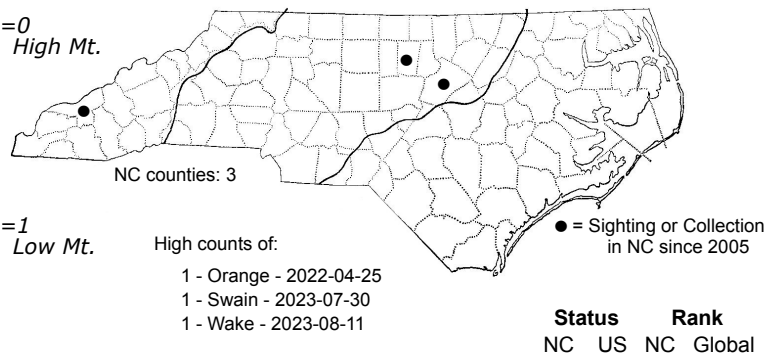 =0
High Mt.
NC counties: 3
=1
Low Mt.
High counts of:
1 - Orange - 2022-04-25
1 - Swain - 2023-07-30
1 - Wake - 2023-08-11
● = Sighting or Collection
in NC since 2005
Status Rank
NC US NC Global